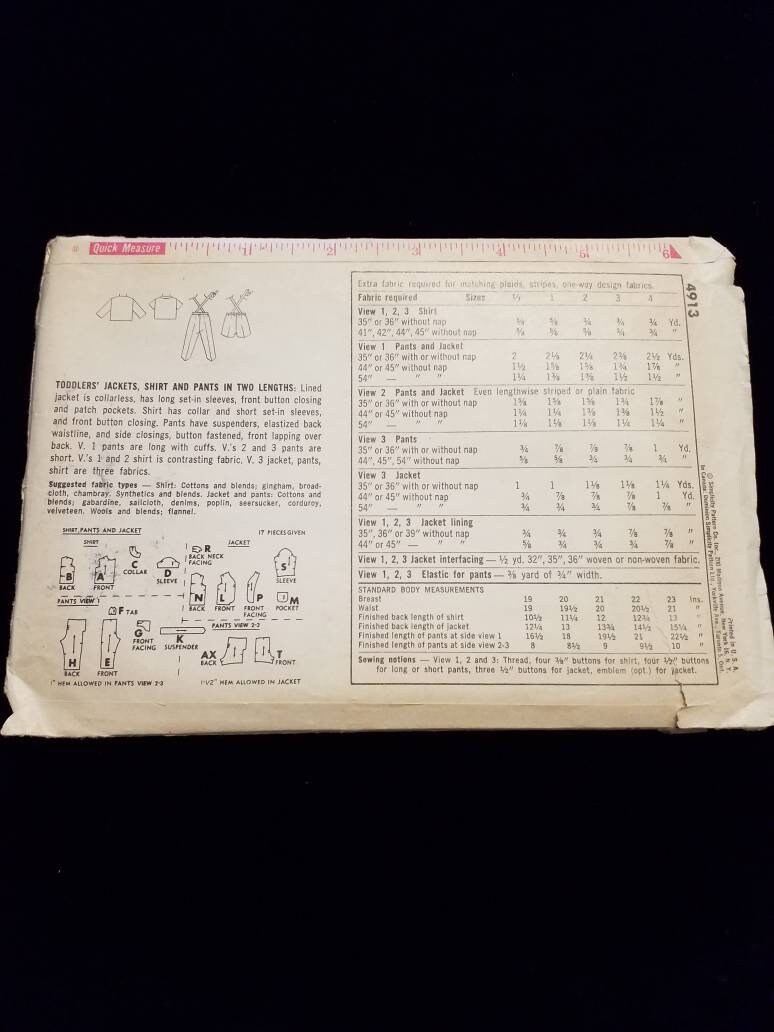 Quick Measure 1 2 3 4 5 6
4913
TODDLERS' JACKETS, SHIRT AND PANTS IN TWO LENGTHS: Lined
jacket is collarless, has long set-in sleeves, front button closing
and patch pockets. Shirt has collar and short set-in sleeves,
and front button closing. Pants have suspenders, elastized back
waistline, and side closings, button fastened, front lapping over
back. V. 1 pants are long with cuffs. V.'s 2 and 3 pants are
short. V.'s 1 and 2 shirt is contrasting fabric. V. 3 jacket, pants,
shirt are three fabrics.
Suggested fabric types — Shirt: Cottons and blends; gingham, broad-
cloth, chambray. Synthetics and blends. Jacket and pants: Cottons and
blends; gabardine, sailcloth, denims, poplin, seersucker, corduroy,
velveteen. Wools and blends; flannel.
SHIRT, PANTS AND JACKET 17 PIECES GIVEN
SHIRT
B BACK
A FRONT
C COLLAR
D SLEEVE
JACKET
R BACK NECK FACING
S SLEEVE
N BACK
L FRONT
P FRONT FACING
M POCKET
PANTS VIEW 1
F TAB
H BACK
E FRONT
G FRONT FACING
K SUSPENDER
PANTS VIEW 2-3
AX BACK
T FRONT
1" HEM ALLOWED IN PANTS VIEW 2-3
1-1/2" HEM ALLOWED IN JACKET
Extra fabric required for matching plaids, stripes, one-way design fabrics.
Fabric required Sizes ½ 1 2 3 4
View 1, 2, 3 Shirt
35" or 36" without nap ⅝ ⅝ ¾ ¾ ¾ Yd.
41", 42", 44", 45" without nap ⅝ ⅝ ⅝ ¾ ¾ "
View 1 Pants and Jacket
35" or 36" with or without nap 2 2⅛ 2¼ 2⅜ 2½ Yds.
44" or 45" without nap 1½ 1⅝ 1⅝ 1¾ 1⅞ "
54" — " " 1¼ 1⅜ 1⅜ 1½ 1½ "
View 2 Pants and Jacket Even lengthwise striped or plain fabric
35" or 36" with or without nap 1⅝ 1⅝ 1⅝ 1¾ 1⅞ "
44" or 45" without nap 1¼ 1¼ 1⅜ 1⅜ 1½ "
54" — " " 1⅛ 1⅛ 1⅛ 1¼ 1¼ "
View 3 Pants
35" or 36" with or without nap ¾ ⅞ ⅞ ⅞ 1 Yd.
44", 45", 54" without nap ⅝ ⅝ ¾ ¾ ¾ "
View 3 Jacket
35" or 36" with or without nap 1 1 1⅛ 1⅛ 1¼ Yds.
44" or 45" without nap ¾ ⅞ ⅞ ⅞ 1 Yd.
54" — " " ¾ ¾ ¾ ⅞ ⅞ "
View 1, 2, 3 Jacket lining
35", 36" or 39" without nap ¾ ¾ ¾ ⅞ ⅞ "
44" or 45" — " " ⅝ ¾ ¾ ¾ ⅞ "
View 1, 2, 3 Jacket interfacing — ½ yd. 32", 35", 36" woven or non-woven fabric.
View 1, 2, 3 Elastic for pants — ⅜ yard of ¾" width.
STANDARD BODY MEASUREMENTS
Breast 19 20 21 22 23 Ins.
Waist 19 19½ 20 20½ 21 "
Finished back length of shirt 10½ 11¼ 12 12¾ 13 "
Finished back length of jacket 12¼ 13 13¾ 14½ 15¼ "
Finished length of pants at side view 1 16½ 18 19½ 21 22½ "
Finished length of pants at side view 2-3 8 8½ 9 9½ 10 "
Sewing notions — View 1, 2 and 3: Thread, four ⅜" buttons for shirt, four ½" buttons
for long or short pants, three ½" buttons for jacket, emblem (opt.) for jacket.
© Simplicity Pattern Co. Inc., 200 Madison Avenue, New York 16, N. Y.
In Canada: Dominion Simplicity Pattern Ltd., Toronto 5, Ont.
Printed in U. S. A.